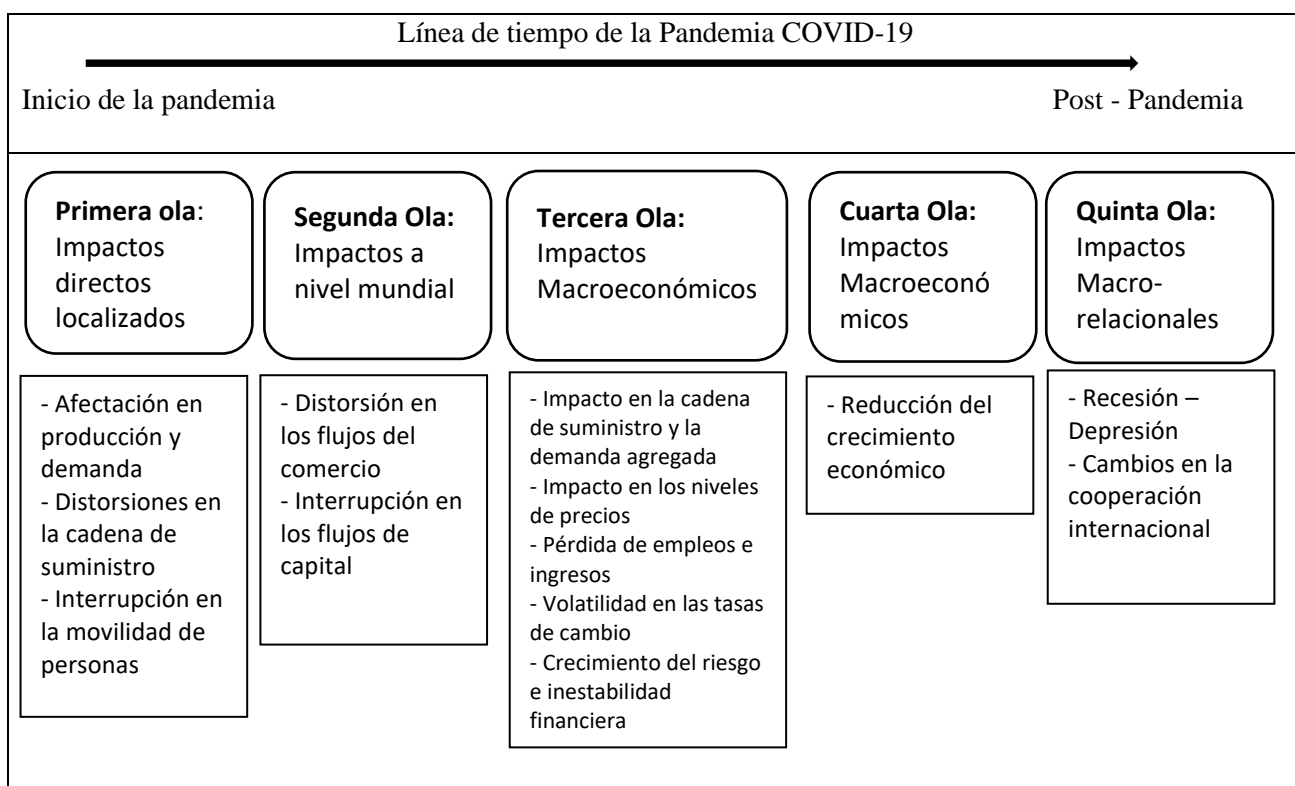 Línea de tiempo de la Pandemia COVID-19
Inicio de la pandemia
Post - Pandemia
Primera ola:
Impactos
directos
localizados
Segunda Ola:
Impactos a
nivel mundial
Tercera Ola:
Impactos
Macroeconómicos
Cuarta Ola:
Impactos
Macroeconó
micos
Quinta Ola:
Impactos
Macro-
relacionales
- Afectación en
producción y
demanda
- Distorsiones en
la cadena de
suministro
- Interrupción en
la movilidad de
personas
- Distorsión en
los flujos del
comercio
- Interrupción en
los flujos de
capital
- Impacto en la cadena
de suministro y la
demanda agregada
- Impacto en los niveles
de precios
- Pérdida de empleos e
ingresos
- Volatilidad en las tasas
de cambio
- Crecimiento del riesgo
e inestabilidad
financiera
- Reducción del
crecimiento
económico
- Recesión –
Depresión
- Cambios en la
cooperación
internacional